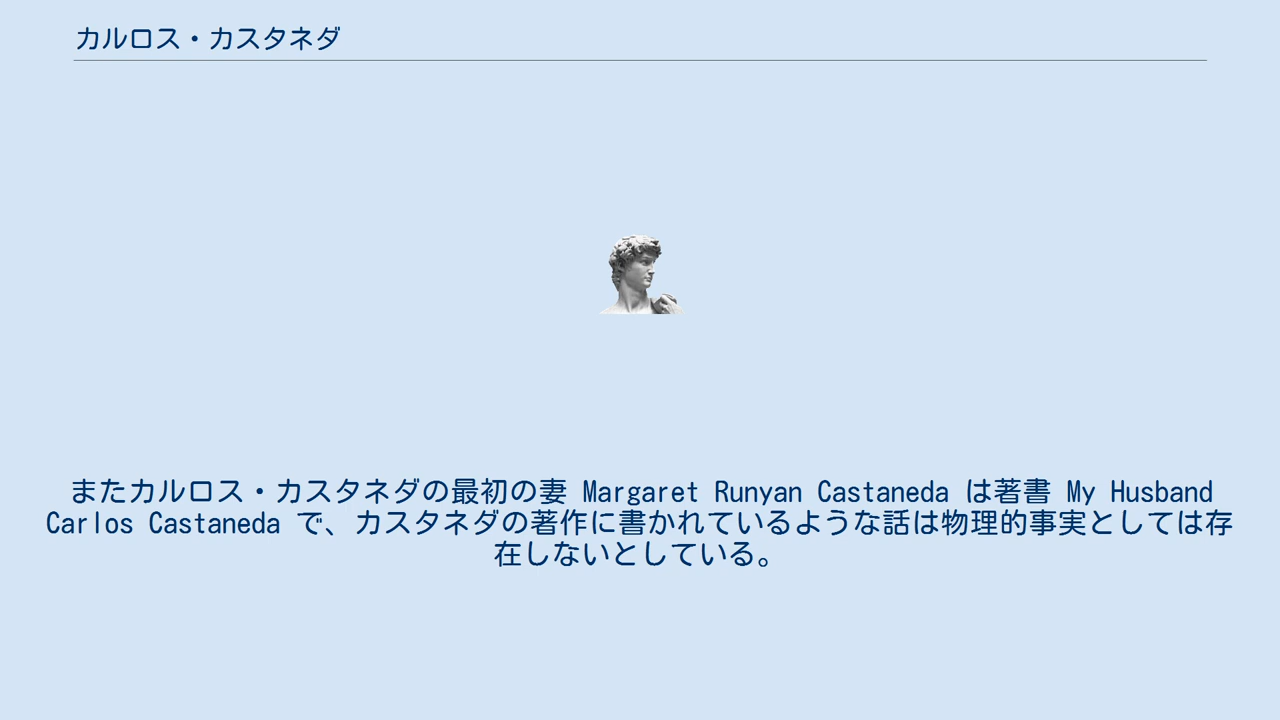 カルロス・カスタネダ
またカルロス・カスタネダの最初の妻 Margaret Runyan Castaneda は著書 My Husband
Carlos Castaneda で、カスタネダの著作に書かれているような話は物理的事実としては存
在しないとしている。